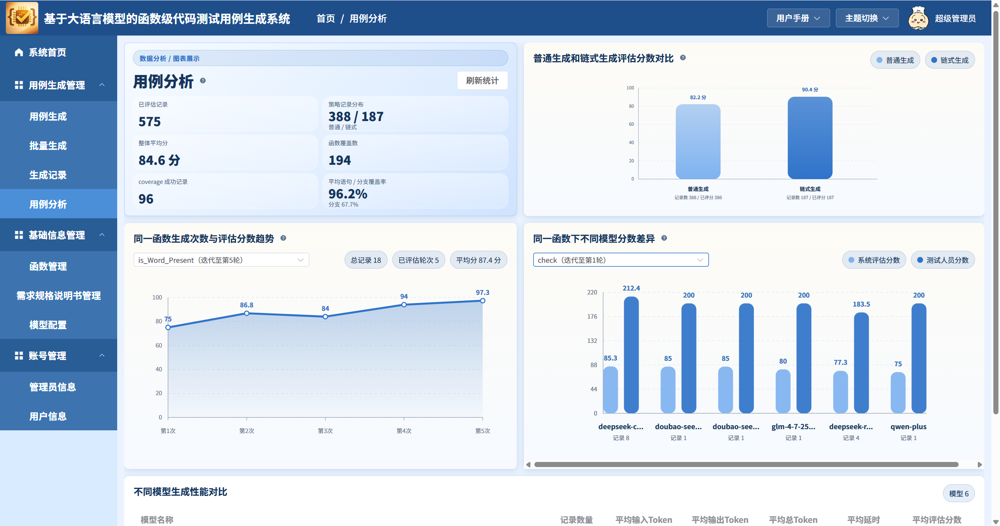 基于大语言模型的函数级代码测试用例生成系统
首页 / 用例分析
用户手册
主题切换
超级管理员
系统首页
用例生成管理
用例生成
批量生成
生成记录
用例分析
基础信息管理
函数管理
需求规格说明书管理
模型配置
账号管理
管理员信息
用户信息
数据分析 / 图表展示
用例分析
刷新统计
已评估记录
575
策略记录分布
388 / 187
普通 / 链式
整体平均分
84.6 分
函数覆盖数
194
coverage 成功记录
96
平均语句 / 分支覆盖率
96.2%
分支 67.7%
普通生成和链式生成评估分数对比
普通生成
链式生成
100
80
60
40
20
0
82.2 分
90.4 分
普通生成
记录数 388 / 已评分 386
链式生成
记录数 187 / 已评分 187
同一函数生成次数与评估分数趋势
is_Word_Present（迭代至第5轮）
总记录 18
已评估轮次 5
平均分 87.4 分
100
80
60
40
20
0
75
86.8
84
94
97.3
第1次
第2次
第3次
第4次
第5次
同一函数下不同模型分数差异
check（迭代至第1轮）
系统评估分数
测试人员分数
220
176
132
88
44
0
85.3
212.4
85
200
85
200
80
200
77.3
183.5
75
200
deepseek-c...
记录 8
doubao-see...
记录 1
doubao-see...
记录 1
glm-4-7-25...
记录 1
deepseek-r...
记录 4
qwen-plus
记录 1
不同模型生成性能对比
模型 6
模型名称
记录数量
平均输入Token
平均输出Token
平均总Token
平均延时
平均评估分数